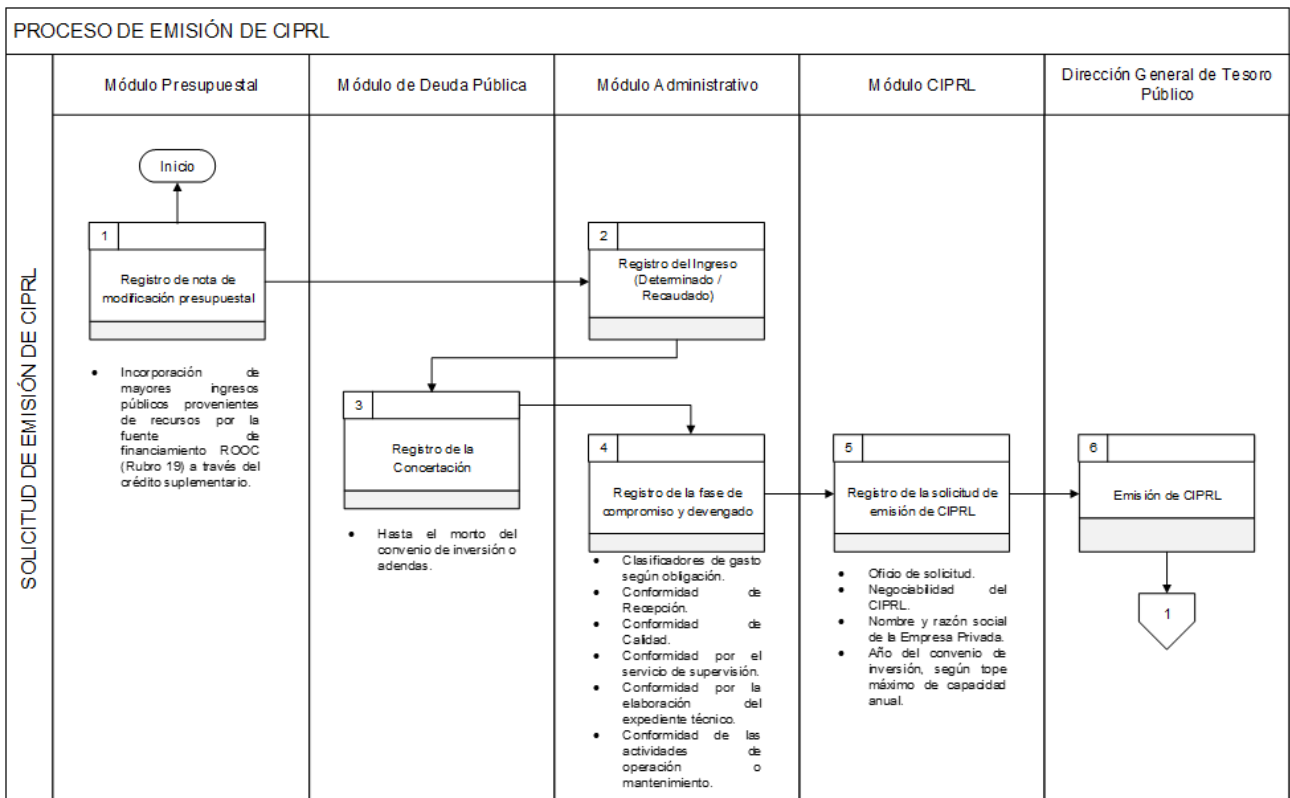 PROCESO DE EMISIÓN DE CIPRL
SOLICITUD DE EMISIÓN DE CIPRL
Módulo Presupuestal
Módulo de Deuda Pública
Módulo Administrativo
Módulo CIPRL
Dirección General de Tesoro
Público
Inicio
1
Registro de nota de
modificación presupuestal
• Incorporación de
mayores ingresos
públicos provenientes
de recursos por la
fuente de
financiamiento ROOC
(Rubro 19) a través del
crédito suplementario.
2
Registro del Ingreso
(Determinado /
Recaudado)
3
Registro de la
Concertación
• Hasta el monto del
convenio de inversión o
adendas.
4
Registro de la fase de
compromiso y devengado
• Clasificadores de gasto
según obligación.
• Conformidad de
Recepción.
• Conformidad de
Calidad.
• Conformidad por el
servicio de supervisión.
• Conformidad por la
elaboración del
expediente técnico.
• Conformidad de las
actividades de
operación o
mantenimiento.
5
Registro de la solicitud de
emisión de CIPRL
• Oficio de solicitud.
• Negociabilidad del
CIPRL.
• Nombre y razón social
de la Empresa Privada.
• Año del convenio de
inversión, según tope
máximo de capacidad
anual.
6
Emisión de CIPRL
1